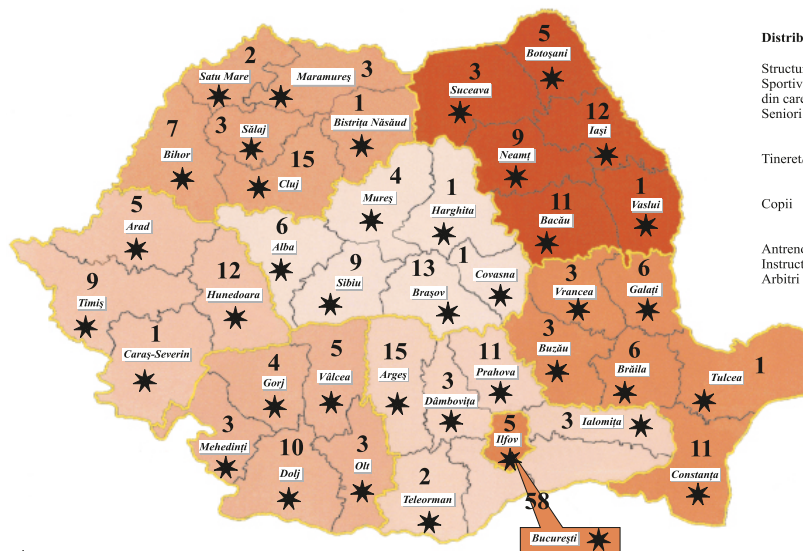 5
Botoșani
3
Suceava
2
Satu Mare
3
Maramureș
1
Bistrița Năsăud
3
Sălaj
7
Bihor
15
Cluj
12
Iași
9
Neamț
11
Bacău
1
Vaslui
4
Mureș
1
Harghita
5
Arad
6
Alba
9
Sibiu
13
Brașov
1
Covasna
12
Hunedoara
9
Timiș
1
Caraș-Severin
3
Vrancea
6
Galați
3
Buzău
6
Brăila
1
Tulcea
4
Gorj
5
Vâlcea
15
Argeș
3
Dâmbovița
11
Prahova
5
Ilfov
3
Ialomița
3
Mehedinți
10
Dolj
3
Olt
2
Teleorman
11
Constanța
58
București
Distrib
Structu
Sportiv
din care
Seniori
Tineret
Copii
Antreno
Instruct
Arbitri